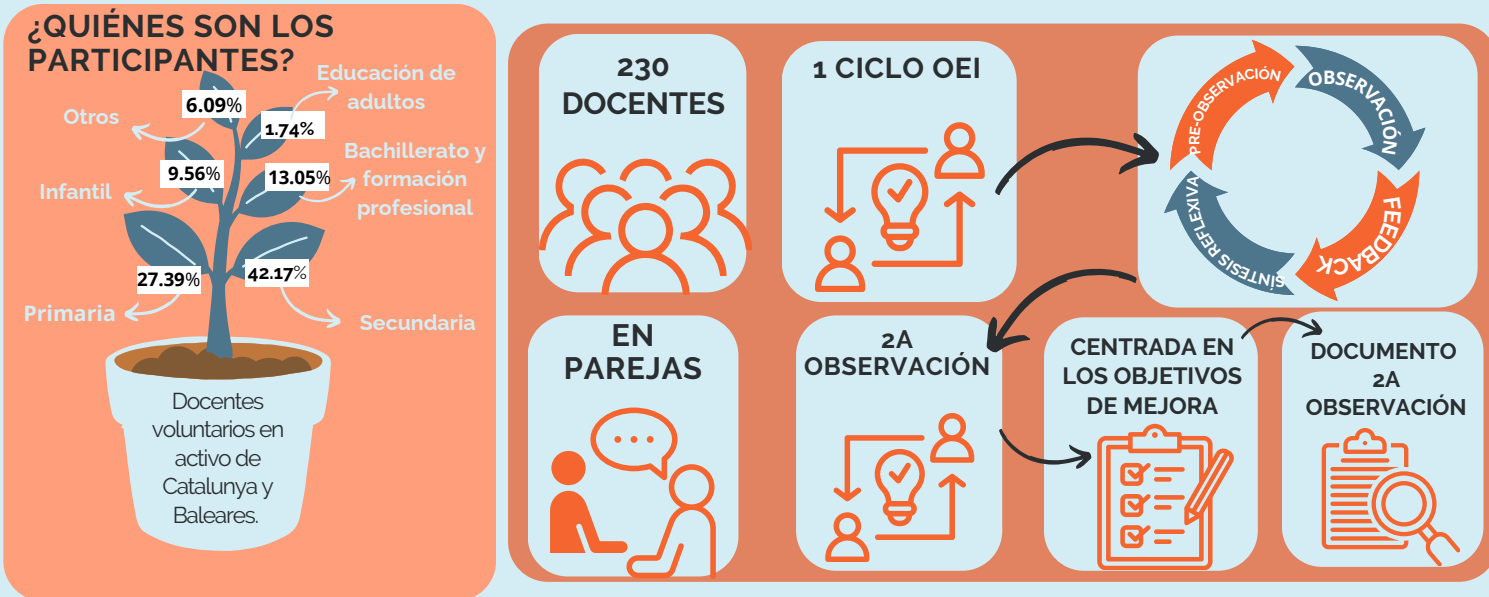 ¿QUIÉNES SON LOS
PARTICIPANTES?
Educación de
adultos
6.09%
Otros
1.74%
Bachillerato y
formación
profesional
9.56%
13.05%
Infantil
27.39%
42.17%
Primaria
Secundaria
Docentes
voluntarios en
activo de
Catalunya y
Baleares.
230
DOCENTES
1 CICLO OEI
PRE-OBSERVACIÓN
OBSERVACIÓN
FEEDBACK
SÍNTESIS REFLEXIVA
EN
PAREJAS
2A
OBSERVACIÓN
CENTRADA EN
LOS OBJETIVOS
DE MEJORA
DOCUMENTO
2A
OBSERVACIÓN